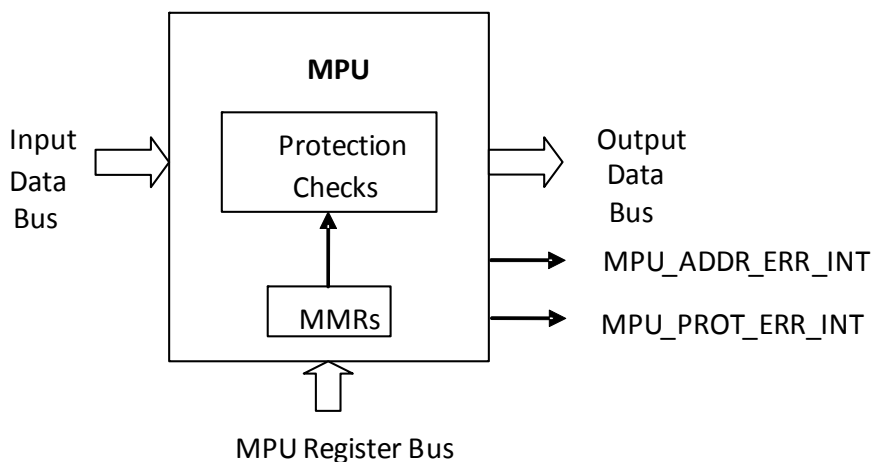 MPU
Input
Data
Bus
Protection
Checks
Output
Data
Bus
MPU_ADDR_ERR_INT
MMRs
MPU_PROT_ERR_INT
MPU Register Bus